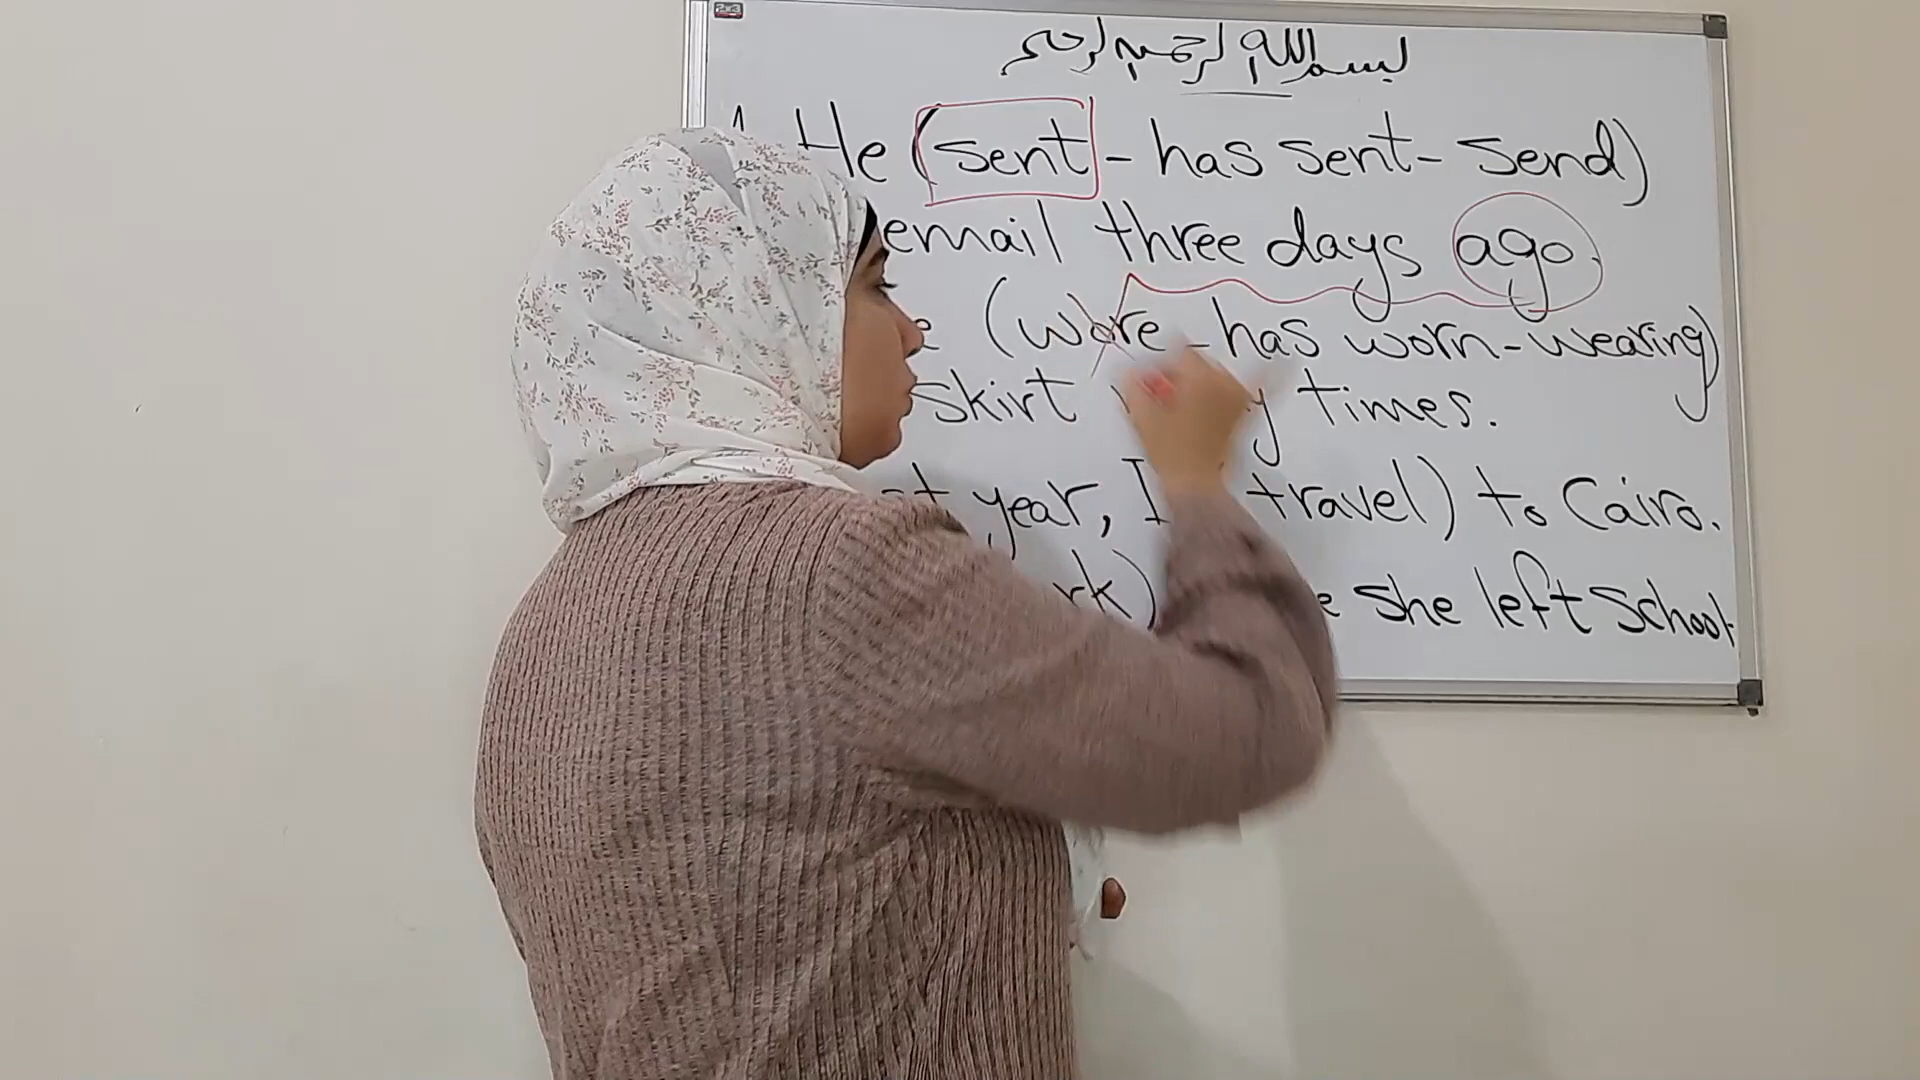 بسم الله الرحمن الرحيم
He (sent - has sent - send)
email three days ago.
(wore - has worn - wearing)
skirt times.
year, I travel) to Cairo.
she left school.